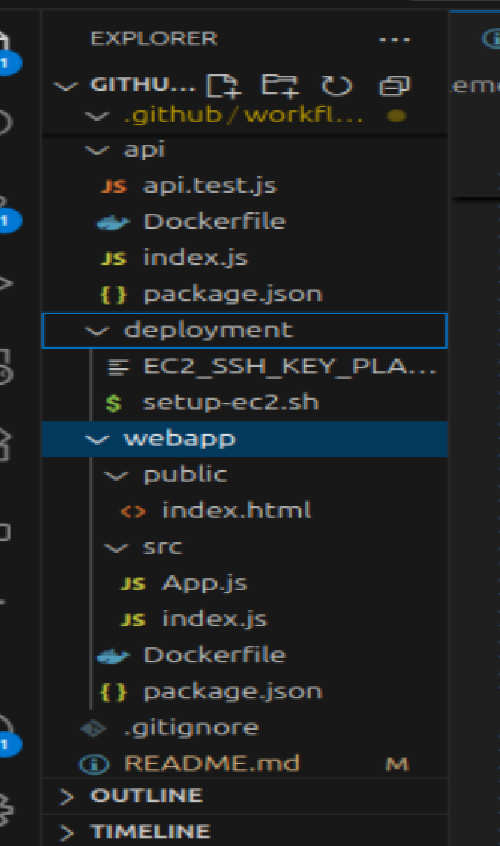 EXPLORER ...
GITHU...
.github/workfl...
api
JS api.test.js
Dockerfile
JS index.js
{} package.json
deployment
EC2_SSH_KEY_PLA...
$ setup-ec2.sh
webapp
public
<> index.html
src
JS App.js
JS index.js
Dockerfile
{} package.json
.gitignore
README.md M
OUTLINE
TIMELINE
1
1
1